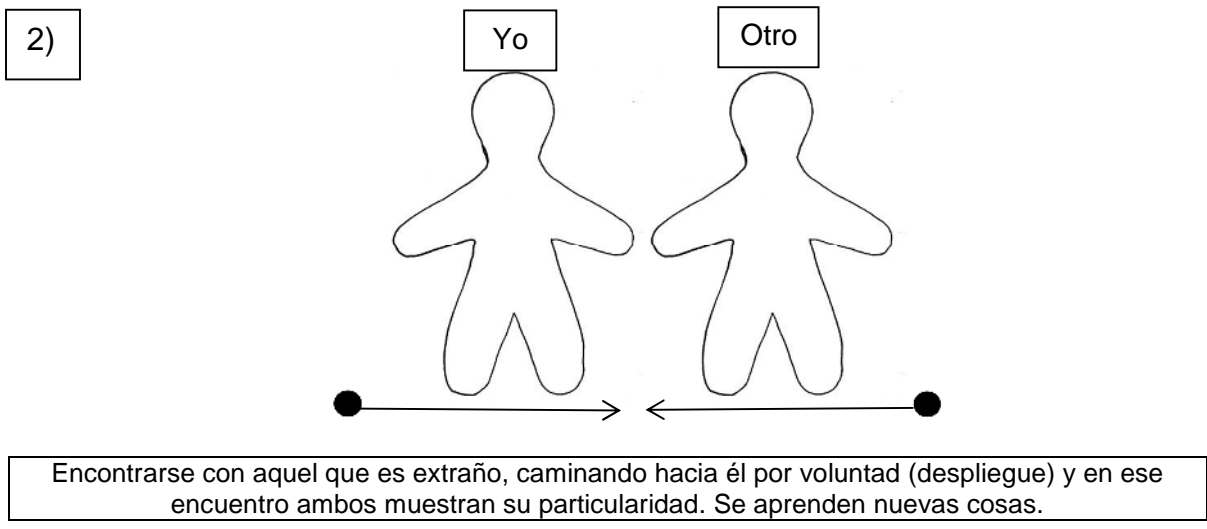 2)
Yo
Otro
Encontrarse con aquel que es extraño, caminando hacia él por voluntad (despliegue) y en ese
encuentro ambos muestran su particularidad. Se aprenden nuevas cosas.